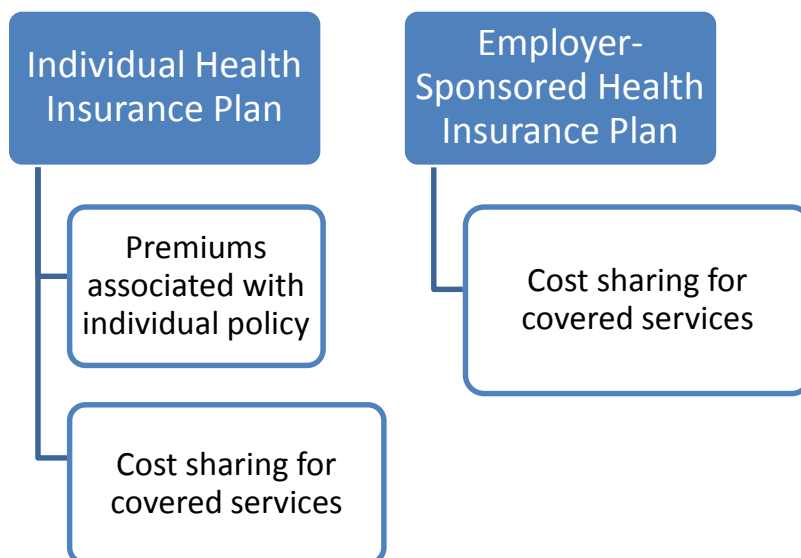 Individual Health
Insurance Plan
Premiums
associated with
individual policy
Cost sharing for
covered services
Employer-
Sponsored Health
Insurance Plan
Cost sharing for
covered services